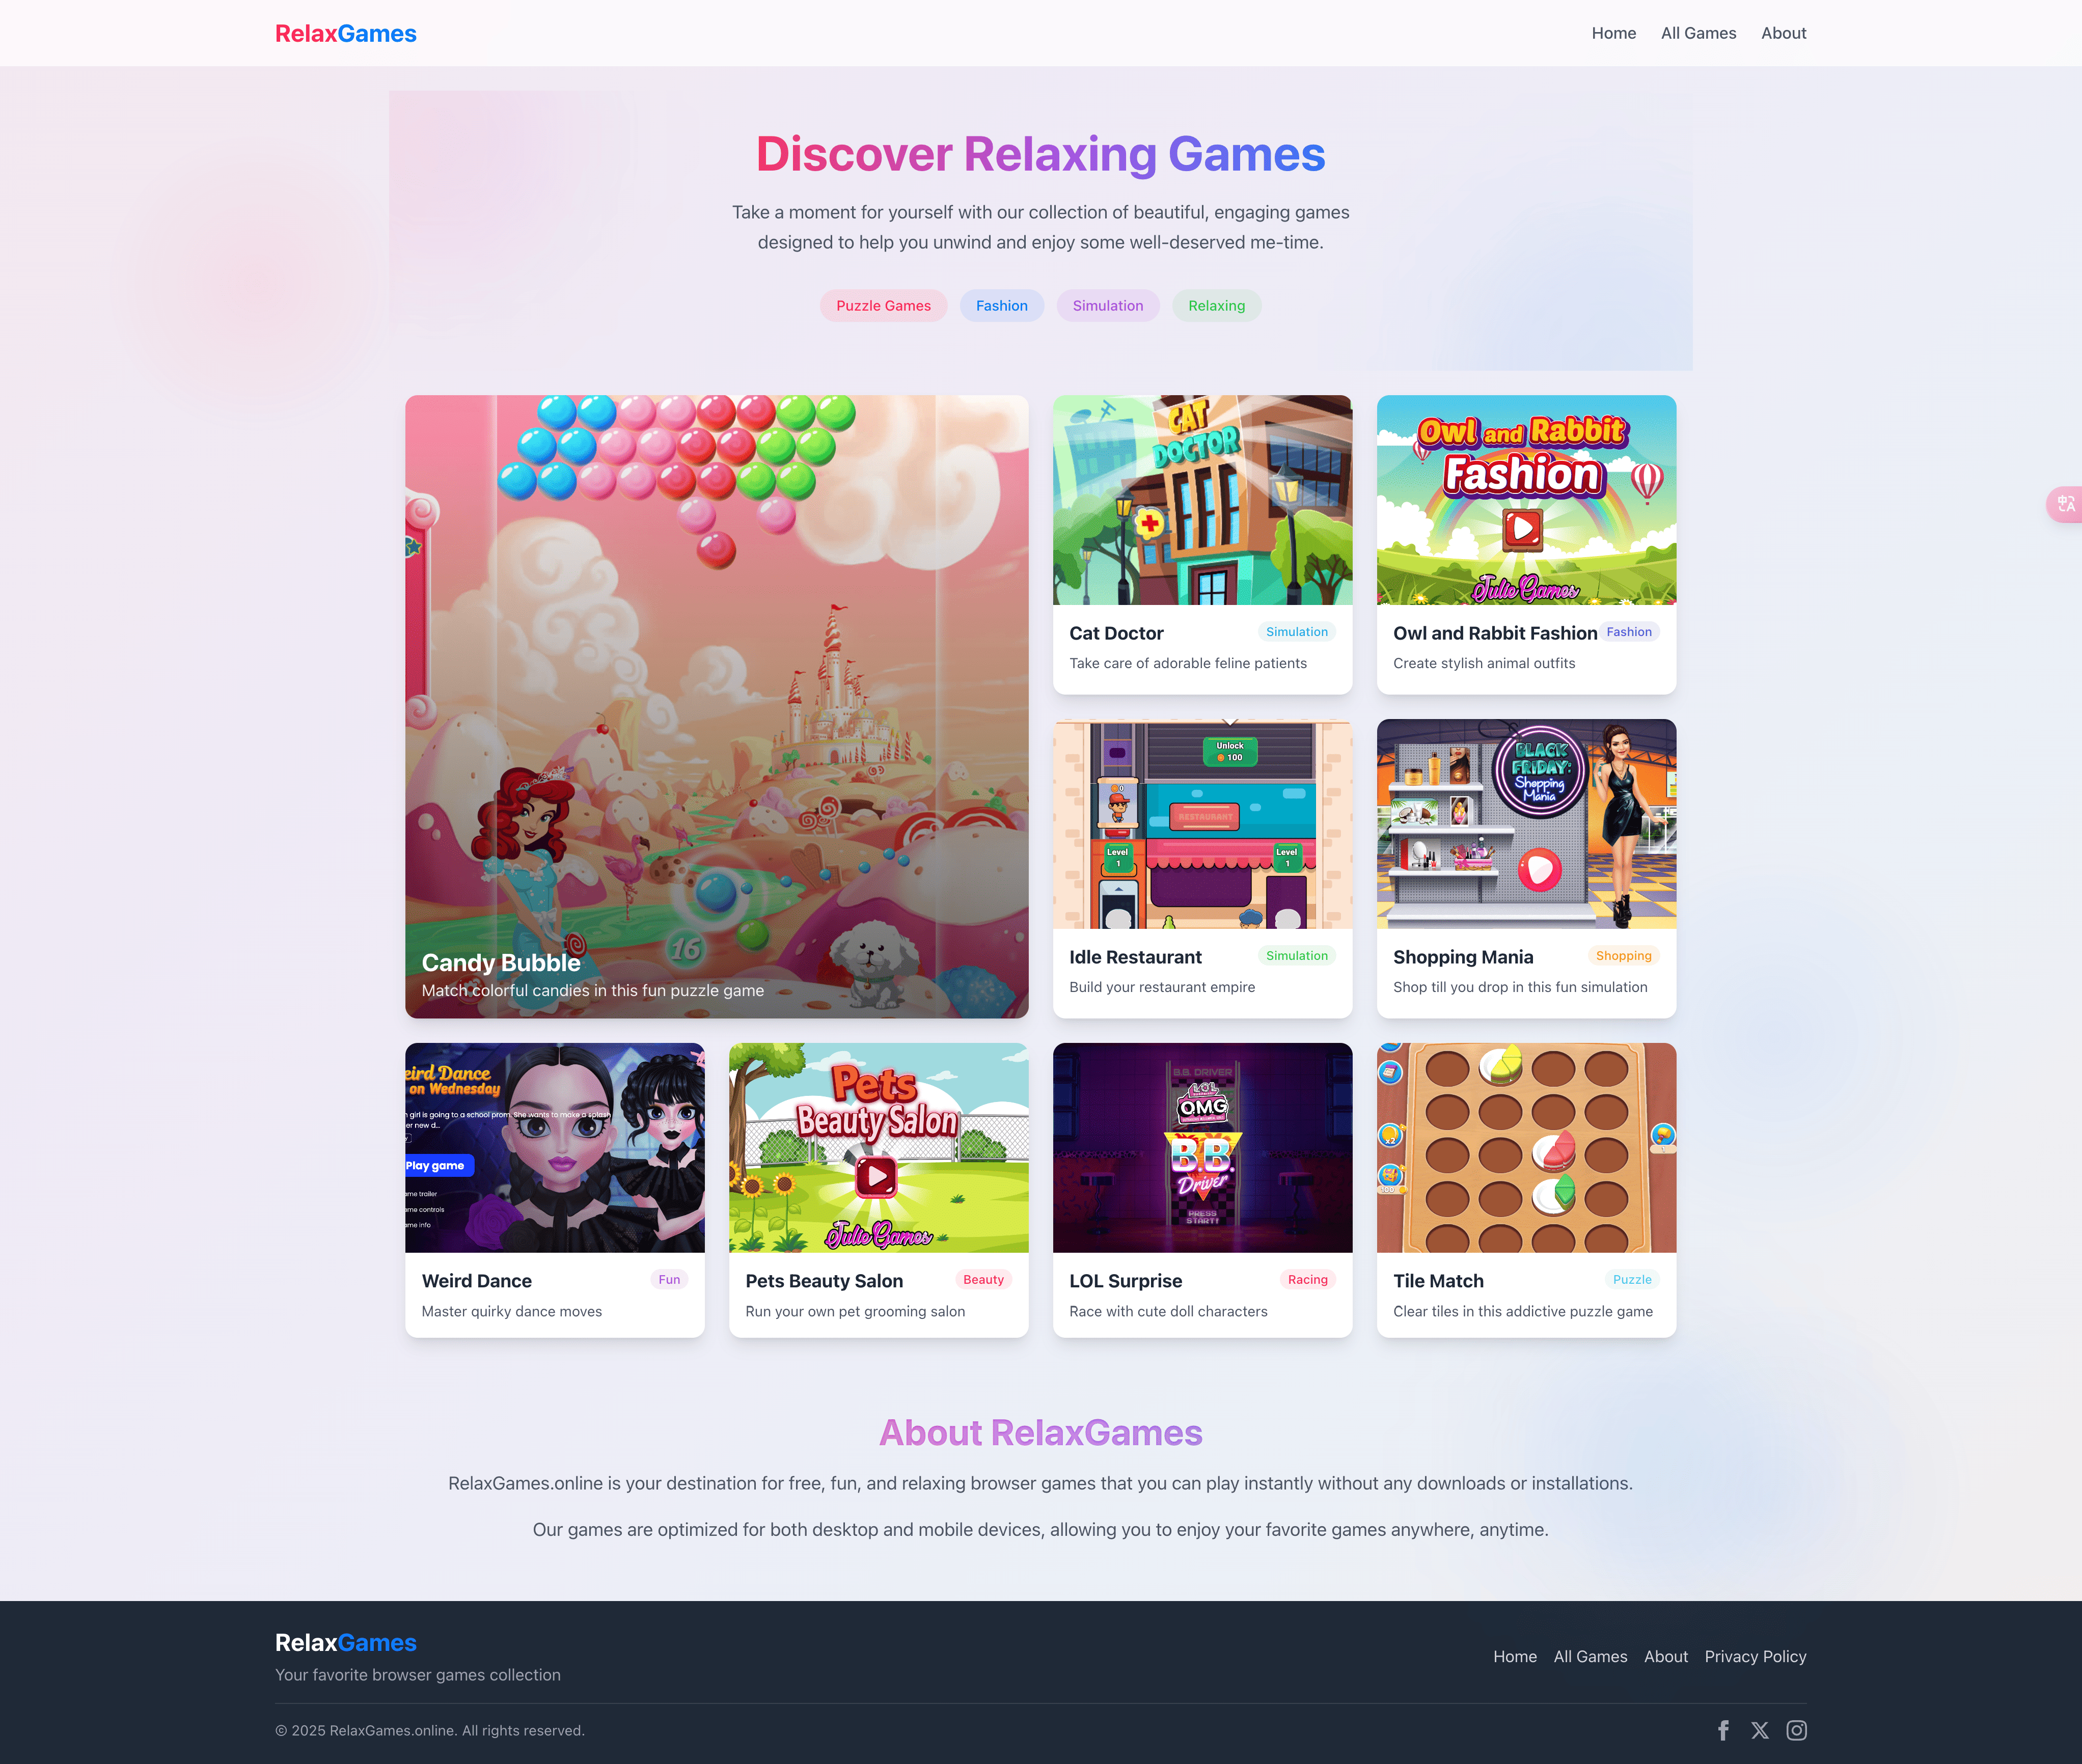 RelaxGames
Home
All Games
About
Discover Relaxing Games
Take a moment for yourself with our collection of beautiful, engaging games
designed to help you unwind and enjoy some well-deserved me-time.
Puzzle Games
Fashion
Simulation
Relaxing
16
Candy Bubble
Match colorful candies in this fun puzzle game
CAT
DOCTOR
Cat Doctor
Simulation
Take care of adorable feline patients
Owl and Rabbit
Fashion
Julie Games
Owl and Rabbit Fashion
Fashion
Create stylish animal outfits
中
A
Unlock
100
0
RESTAURANT
Level
1
Level
1
Idle Restaurant
Simulation
Build your restaurant empire
BLACK
FRIDAY:
Shopping
Mania
Shopping Mania
Shopping
Shop till you drop in this fun simulation
eird Dance
on Wednesday
girl is going to a school prom. She wants to make a splash
er new d...
Play game
ame trailer
ame controls
ame info
Weird Dance
Fun
Master quirky dance moves
Pets
Beauty Salon
Julie Games
Pets Beauty Salon
Beauty
Run your own pet grooming salon
B.B. DRIVER
LOL
O.M.G
B.B.
Driver
PRESS
START!
LOL Surprise
Racing
Race with cute doll characters
x2
100
Tile Match
Puzzle
Clear tiles in this addictive puzzle game
About RelaxGames
RelaxGames.online is your destination for free, fun, and relaxing browser games that you can play instantly without any downloads or installations.
Our games are optimized for both desktop and mobile devices, allowing you to enjoy your favorite games anywhere, anytime.
RelaxGames
Your favorite browser games collection
Home
All Games
About
Privacy Policy
© 2025 RelaxGames.online. All rights reserved.